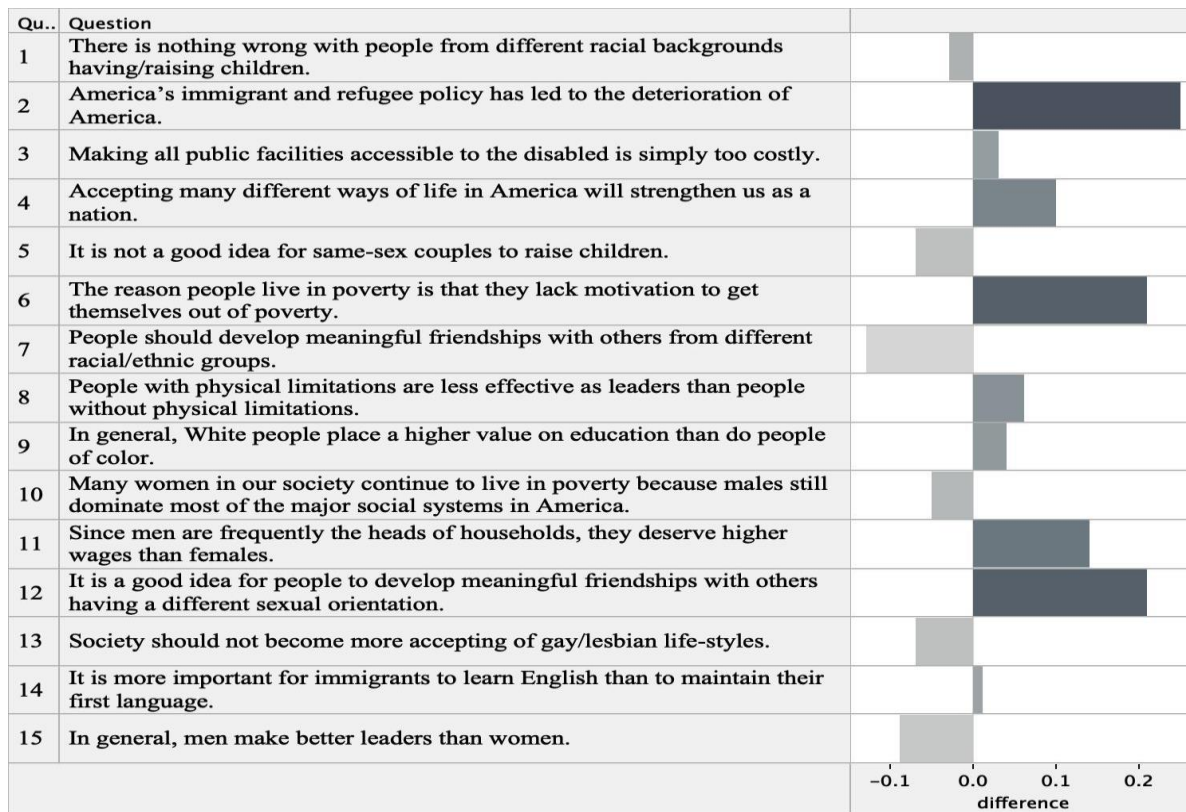 Qu.. Question
1 There is nothing wrong with people from different racial backgrounds
having/raising children.
2 America’s immigrant and refugee policy has led to the deterioration of
America.
3 Making all public facilities accessible to the disabled is simply too costly.
4 Accepting many different ways of life in America will strengthen us as a
nation.
5 It is not a good idea for same-sex couples to raise children.
6 The reason people live in poverty is that they lack motivation to get
themselves out of poverty.
7 People should develop meaningful friendships with others from different
racial/ethnic groups.
8 People with physical limitations are less effective as leaders than people
without physical limitations.
9 In general, White people place a higher value on education than do people
of color.
10 Many women in our society continue to live in poverty because males still
dominate most of the major social systems in America.
11 Since men are frequently the heads of households, they deserve higher
wages than females.
12 It is a good idea for people to develop meaningful friendships with others
having a different sexual orientation.
13 Society should not become more accepting of gay/lesbian life-styles.
14 It is more important for immigrants to learn English than to maintain their
first language.
15 In general, men make better leaders than women.
−0.1 0.0 0.1 0.2
difference